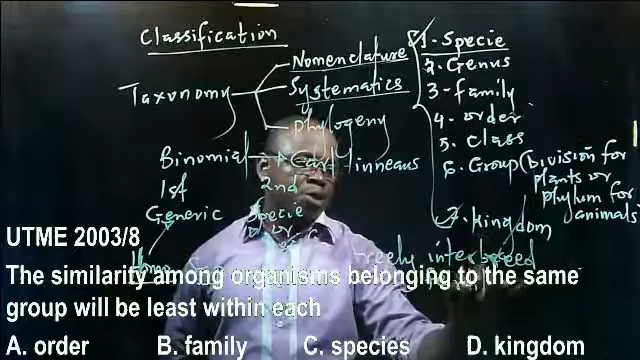 Classification
Taxonomy
Nomenclature
Systematics
Phylogeny
Binomial → Carl Linneaus
1st
2nd
Generic
Specie
1. Specie
2. Genus
3. family
4. order
5. class
6. Group (Division for
plants or
phylum for
animals
7. kingdom
Freely interbreed
UTME 2003/8
The similarity among organisms belonging to the same
group will be least within each
A. order B. family C. species D. kingdom